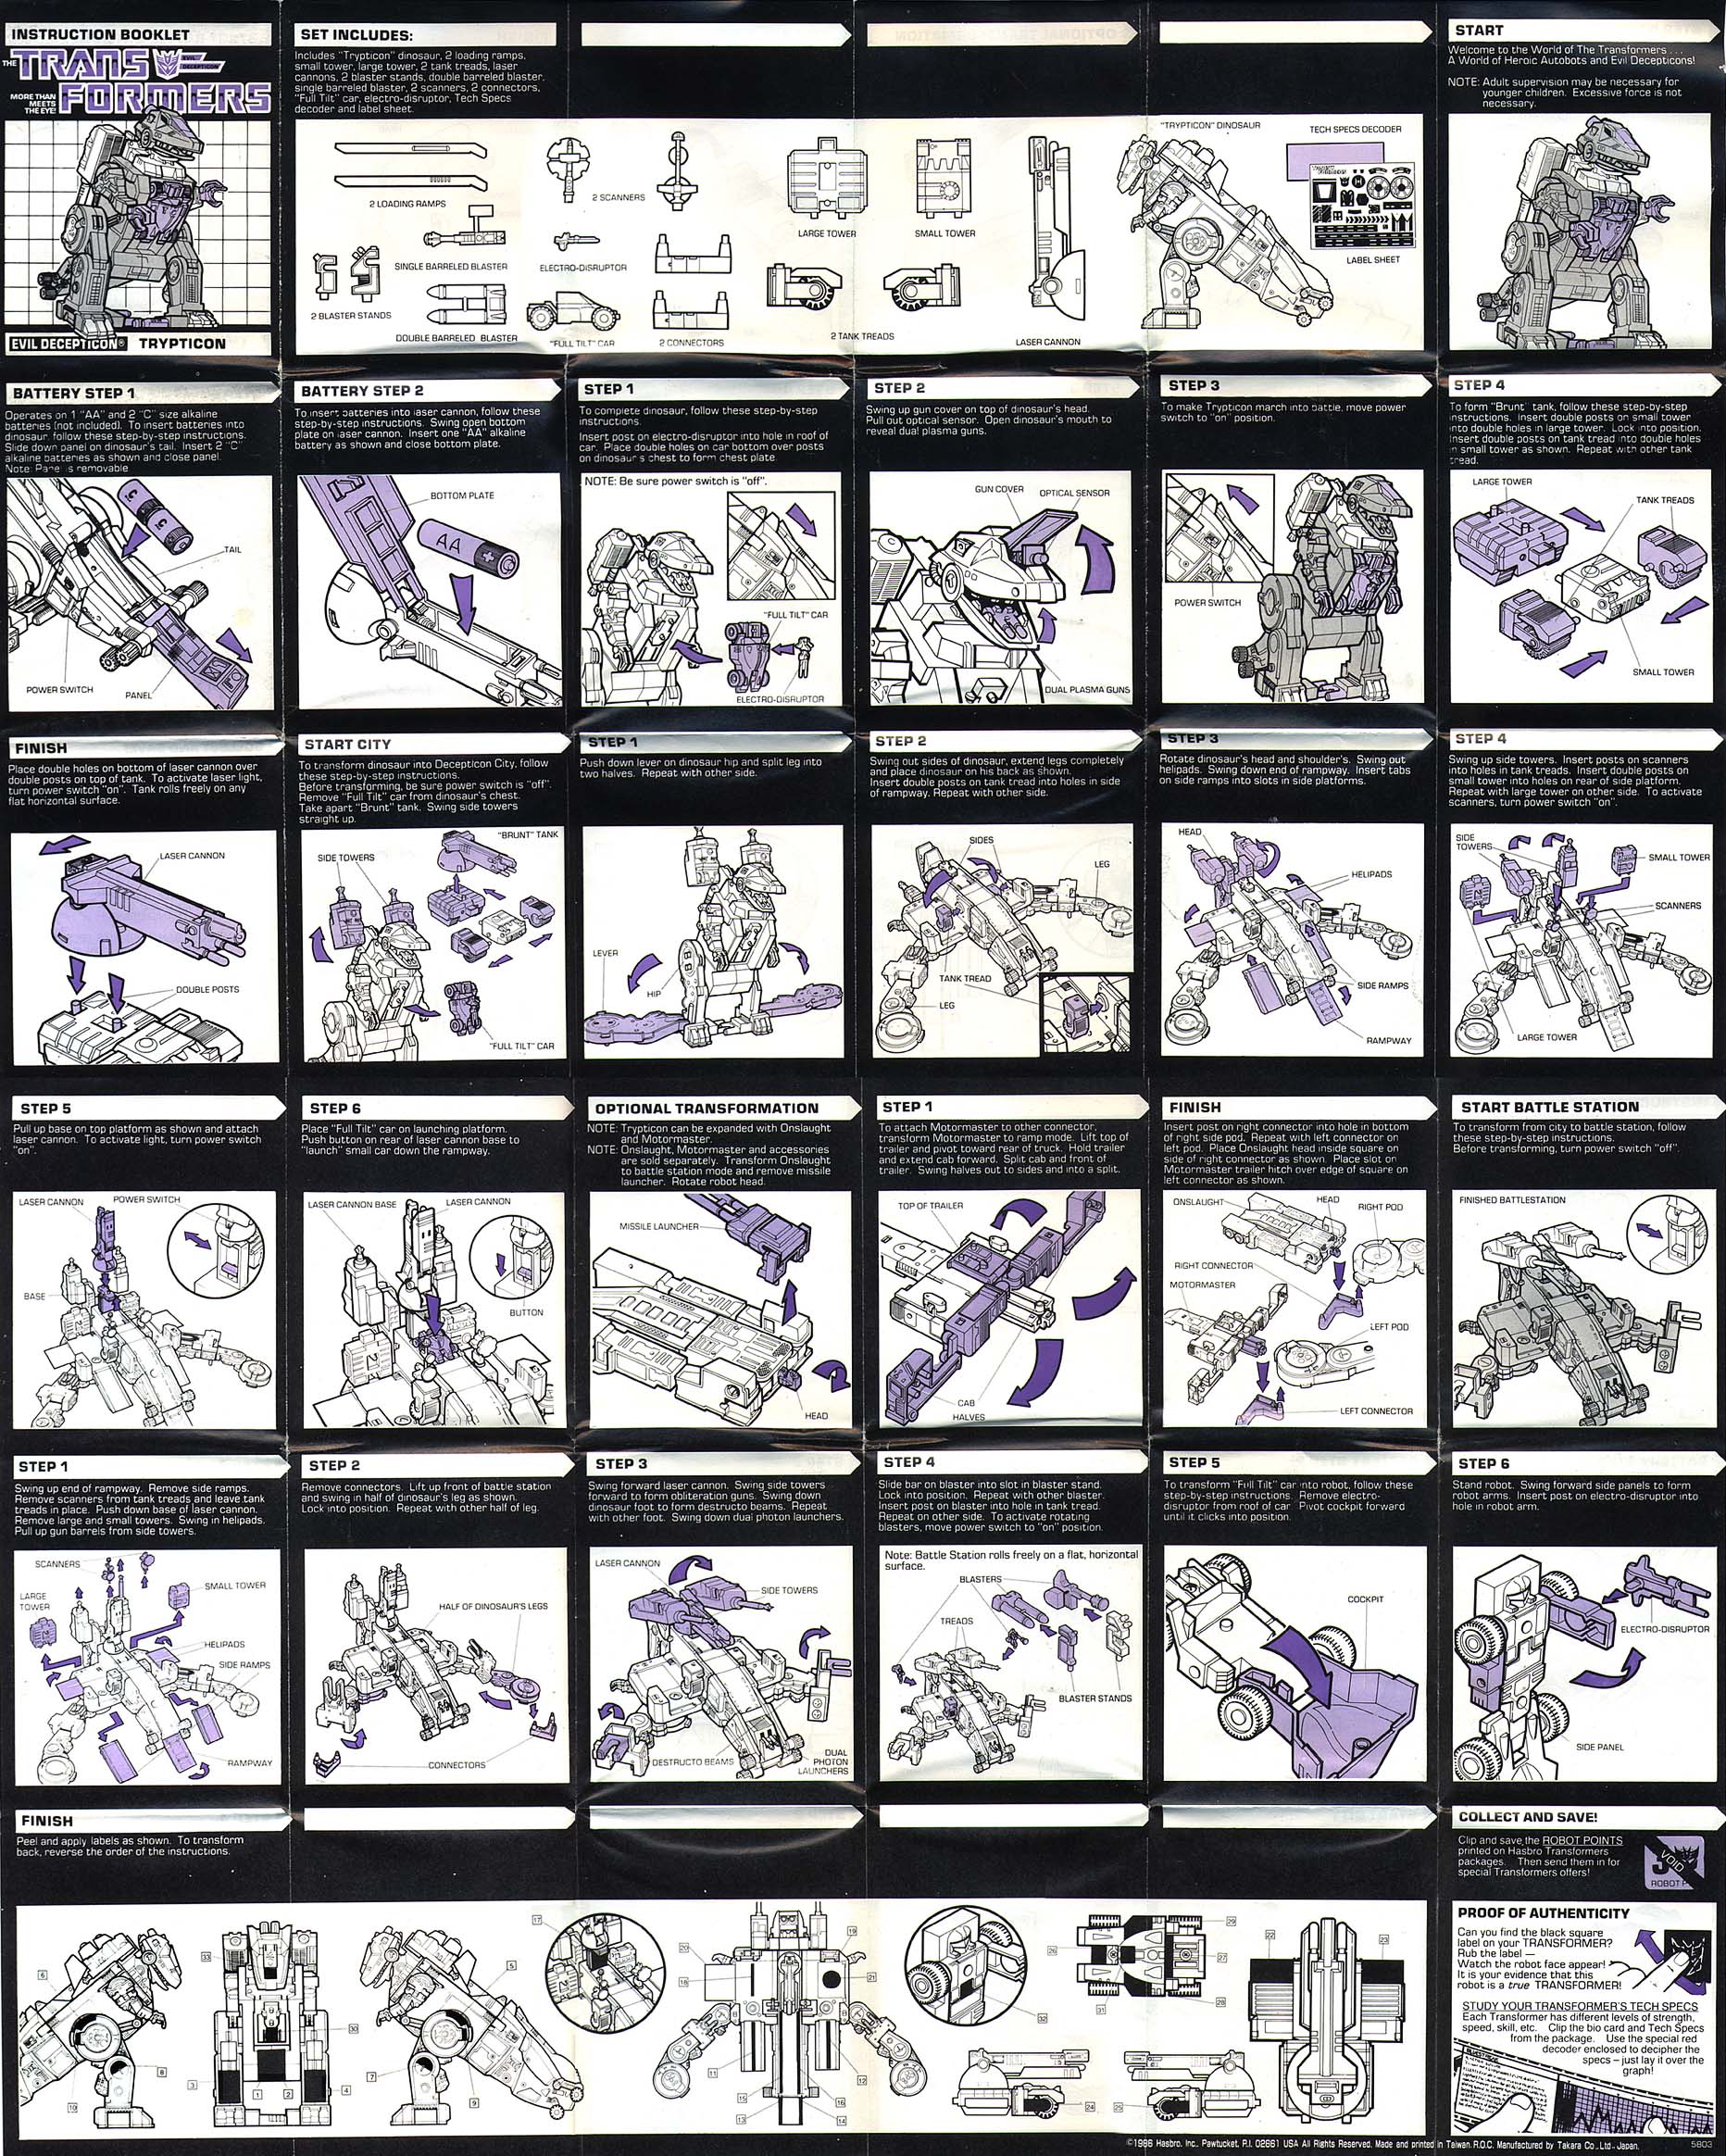 INSTRUCTION BOOKLET
THE TRANSFORMERS
EVIL DECEPTICON
MORE THAN
MEETS
THE EYE!
EVIL DECEPTICON® TRYPTICON
SET INCLUDES:
Includes "Trypticon" dinosaur, 2 loading ramps,
small tower, large tower, 2 tank treads, laser
cannons, 2 blaster stands, double barreled blaster,
single barreled blaster, 2 scanners, 2 connectors,
"Full Tilt" car, electro-disruptor, Tech Specs
decoder and label sheet.
2 LOADING RAMPS
2 SCANNERS
LARGE TOWER
SMALL TOWER
"TRYPTICON" DINOSAUR
TECH SPECS DECODER
LABEL SHEET
SINGLE BARRELED BLASTER
ELECTRO-DISRUPTOR
2 BLASTER STANDS
DOUBLE BARRELED BLASTER
"FULL TILT" CAR
2 CONNECTORS
2 TANK TREADS
LASER CANNON
START
Welcome to the World of The Transformers . . .
A World of Heroic Autobots and Evil Decepticons!
NOTE: Adult supervision may be necessary for
younger children. Excessive force is not
necessary.
BATTERY STEP 1
Operates on 1 "AA" and 2 "C" size alkaline
batteries (not included). To insert batteries into
dinosaur, follow these step-by-step instructions.
Slide down panel on dinosaur's tail. Insert 2 "C"
alkaline batteries as shown and close panel.
Note: Panel is removable
TAIL
POWER SWITCH
PANEL
BATTERY STEP 2
To insert batteries into laser cannon, follow these
step-by-step instructions. Swing open bottom
plate on laser cannon. Insert one "AA" alkaline
battery as shown and close bottom plate.
BOTTOM PLATE
AA
STEP 1
To complete dinosaur, follow these step-by-step
instructions.
Insert post on electro-disruptor into hole in roof of
car. Place double holes on car bottom over posts
on dinosaur's chest to form chest plate.
NOTE: Be sure power switch is "off".
"FULL TILT" CAR
ELECTRO-DISRUPTOR
STEP 2
Swing up gun cover on top of dinosaur's head.
Pull out optical sensor. Open dinosaur's mouth to
reveal dual plasma guns.
GUN COVER
OPTICAL SENSOR
DUAL PLASMA GUNS
STEP 3
To make Trypticon march into battle, move power
switch to "on" position.
POWER SWITCH
STEP 4
To form "Brunt" tank, follow these step-by-step
instructions. Insert double posts on small tower
into double holes in large tower. Lock into position.
Insert double posts on tank tread into double holes
in small tower as shown. Repeat with other tank
tread.
LARGE TOWER
TANK TREADS
SMALL TOWER
FINISH
Place double holes on bottom of laser cannon over
double posts on top of tank. To activate laser light,
turn power switch "on". Tank rolls freely on any
flat horizontal surface.
LASER CANNON
DOUBLE POSTS
START CITY
To transform dinosaur into Decepticon City, follow
these step-by-step instructions.
Before transforming, be sure power switch is "off".
Remove "Full Tilt" car from dinosaur's chest.
Take apart "Brunt" tank. Swing side towers
straight up.
"BRUNT" TANK
SIDE TOWERS
"FULL TILT" CAR
STEP 1
Push down lever on dinosaur hip and split leg into
two halves. Repeat with other side.
LEVER
HIP
STEP 2
Swing out sides of dinosaur, extend legs completely
and place dinosaur on his back as shown.
Insert double posts on tank tread into holes in side
of rampway. Repeat with other side.
SIDES
LEG
TANK TREAD
LEG
STEP 3
Rotate dinosaur's head and shoulder's. Swing out
helipads. Swing down end of rampway. Insert tabs
on side ramps into slots in side platforms.
HEAD
HELIPADS
SIDE RAMPS
RAMPWAY
STEP 4
Swing up side towers. Insert posts on scanners
into holes in tank treads. Insert double posts on
small tower into holes on rear of side platform.
Repeat with large tower on other side. To activate
scanners, turn power switch "on".
SIDE
TOWERS
SMALL TOWER
SCANNERS
LARGE TOWER
STEP 5
Pull up base on top platform as shown and attach
laser cannon. To activate light, turn power switch
"on".
LASER CANNON
POWER SWITCH
BASE
STEP 6
Place "Full Tilt" car on launching platform.
Push button on rear of laser cannon base to
"launch" small car down the rampway.
LASER CANNON BASE
LASER CANNON
BUTTON
OPTIONAL TRANSFORMATION
NOTE: Trypticon can be expanded with Onslaught
and Motormaster.
NOTE: Onslaught, Motormaster and accessories
are sold separately. Transform Onslaught
to battle station mode and remove missile
launcher. Rotate robot head.
MISSILE LAUNCHER
HEAD
STEP 1
To attach Motormaster to other connector,
transform Motormaster to ramp mode. Lift top of
trailer and pivot toward rear of truck. Hold trailer
and extend cab forward. Split cab and front of
trailer. Swing halves out to sides and into a split.
TOP OF TRAILER
CAB
HALVES
FINISH
Insert post on right connector into hole in bottom
of right side pod. Repeat with left connector on
left pod. Place Onslaught head inside square on
side of right connector as shown. Place slot on
Motormaster trailer hitch over edge of square on
left connector as shown.
ONSLAUGHT
HEAD
RIGHT POD
RIGHT CONNECTOR
MOTORMASTER
LEFT POD
LEFT CONNECTOR
START BATTLE STATION
To transform from city to battle station, follow
these step-by-step instructions.
Before transforming, turn power switch "off".
FINISHED BATTLESTATION
STEP 1
Swing up end of rampway. Remove side ramps.
Remove scanners from tank treads and leave tank
treads in place. Push down base of laser cannon.
Remove large and small towers. Swing in helipads.
Pull up gun barrels from side towers.
SCANNERS
LARGE
TOWER
SMALL TOWER
HELIPADS
SIDE RAMPS
RAMPWAY
STEP 2
Remove connectors. Lift up front of battle station
and swing in half of dinosaur's leg as shown.
Lock into position. Repeat with other half of leg.
HALF OF DINOSAUR'S LEGS
CONNECTORS
STEP 3
Swing forward laser cannon. Swing side towers
forward to form obliteration guns. Swing down
dinosaur foot to form destructo beams. Repeat
with other foot. Swing down dual photon launchers.
LASER CANNON
SIDE TOWERS
DESTRUCTO BEAMS
DUAL
PHOTON
LAUNCHERS
STEP 4
Slide bar on blaster into slot in blaster stand.
Lock into position. Repeat with other blaster.
Insert post on blaster into hole in tank tread.
Repeat on other side. To activate rotating
blasters, move power switch to "on" position.
Note: Battle Station rolls freely on a flat, horizontal
surface.
BLASTERS
TREADS
BLASTER STANDS
STEP 5
To transform "Full Tilt" car into robot, follow these
step-by-step instructions. Remove electro-
disruptor from roof of car. Pivot cockpit forward
until it clicks into position.
COCKPIT
STEP 6
Stand robot. Swing forward side panels to form
robot arms. Insert post on electro-disruptor into
hole in robot arm.
ELECTRO-DISRUPTOR
SIDE PANEL
FINISH
Peel and apply labels as shown. To transform
back, reverse the order of the instructions.
COLLECT AND SAVE!
Clip and save the ROBOT POINTS
printed on Hasbro Transformers
packages. Then send them in for
special Transformers offers!
VOID
PROOF OF AUTHENTICITY
Can you find the black square
label on your TRANSFORMER?
Rub the label —
Watch the robot face appear!
It is your evidence that this
robot is a true TRANSFORMER!
STUDY YOUR TRANSFORMER'S TECH SPECS
Each Transformer has different levels of strength,
speed, skill, etc. Clip the bio card and Tech Specs
from the package. Use the special red
decoder enclosed to decipher the
specs – just lay it over the
graph!
©1986 Hasbro, Inc., Pawtucket, R.I. 02861 USA All Rights Reserved. Made and printed in Taiwan, R.O.C. Manufactured by Takara Co., Ltd., Japan.
5803